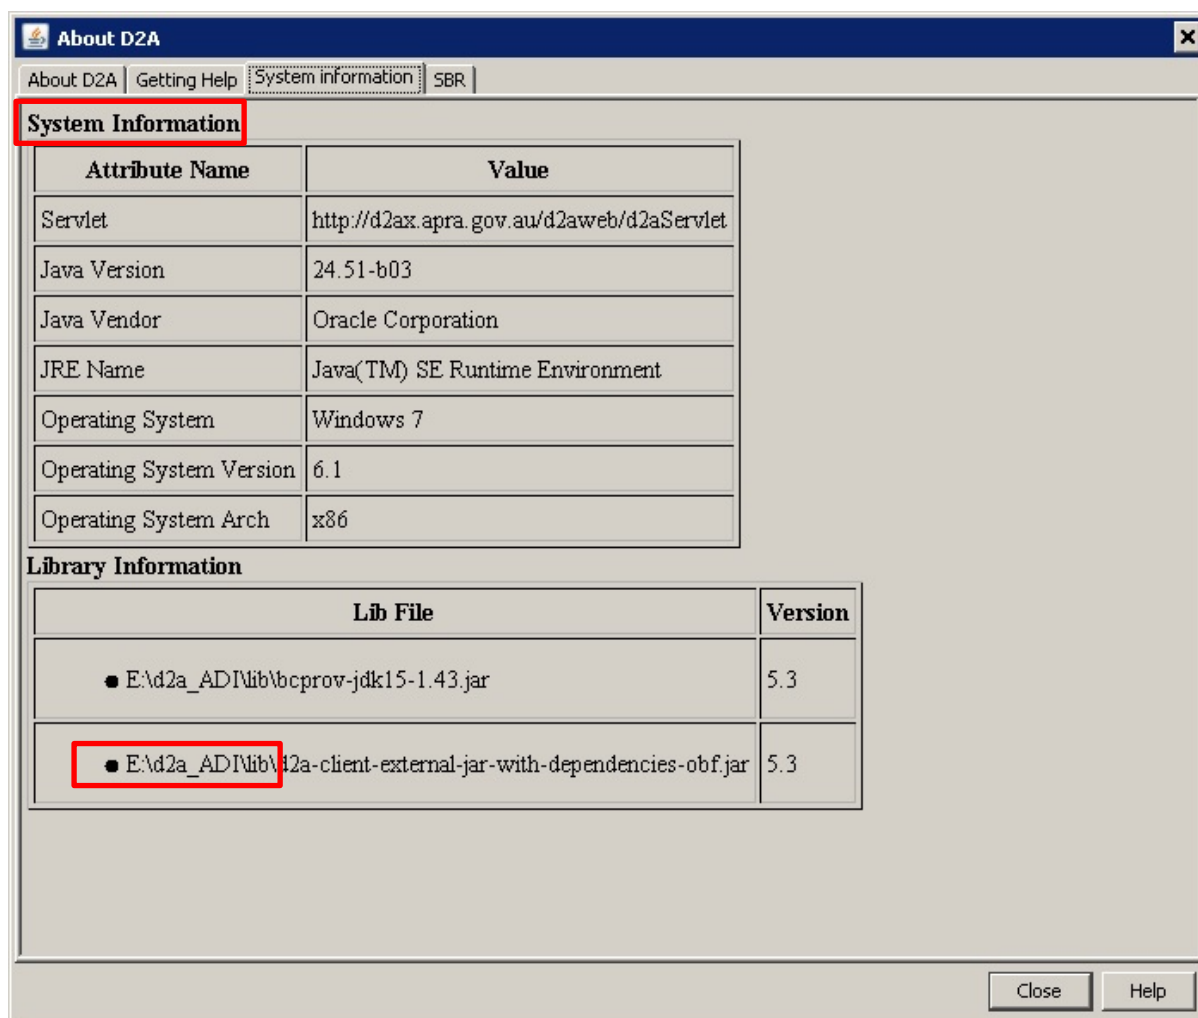 About D2A
About D2A Getting Help System information SBR
System Information
Attribute Name Value
Servlet http://d2ax.apra.gov.au/d2aweb/d2aServlet
Java Version 24.51-b03
Java Vendor Oracle Corporation
JRE Name Java(TM) SE Runtime Environment
Operating System Windows 7
Operating System Version 6.1
Operating System Arch x86
Library Information
Lib File Version
● E:\d2a_ADI\lib\bcprov-jdk15-1.43.jar 5.3
● E:\d2a_ADI\lib\d2a-client-external-jar-with-dependencies-obf.jar 5.3
Close Help